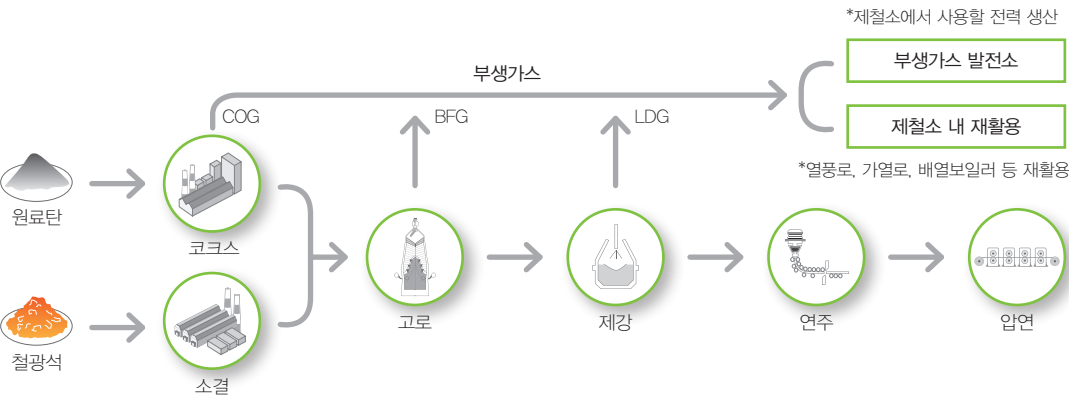 *제철소에서 사용할 전력 생산
부생가스 발전소
부생가스
COG
BFG
LDG
제철소 내 재활용
*열풍로, 가열로, 배열보일러 등 재활용
원료탄
코크스
고로
제강
연주
압연
철광석
소결